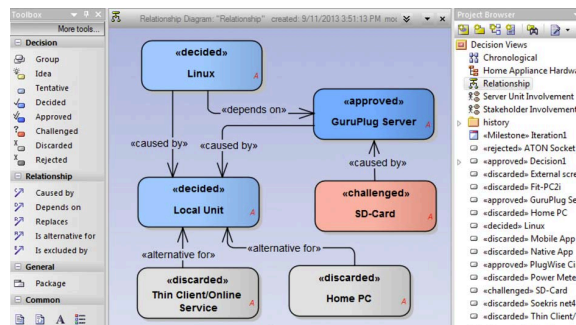 Toolbox
More tools...
Decision
Group
Idea
Tentative
Decided
Approved
Challenged
Discarded
Rejected
Relationship
Caused by
Depends on
Replaces
Is alternative for
Is excluded by
General
Package
Common
Relationship Diagram: "Relationship" created: 9/11/2013 3:51:13 PM
«decided»
Linux
A
«depends on»
«approved»
GuruPlug Server
A
«caused by»
«caused by»
«caused by»
«decided»
Local Unit
A
«challenged»
SD-Card
A
«alternative for»
«alternative for»
«discarded»
Thin Client/Online
Service
A
«discarded»
Home PC
A
Project Browser
Decision Views
Chronological
Home Appliance Hardwa
Relationship
Server Unit Involvement
Stakeholder Involvement
history
«Milestone» Iteration1
«rejected» ATON Socket
«approved» Decision1
«discarded» External scre
«discarded» Fit-PC2i
«approved» GuruPlug Se
«discarded» Home PC
«decided» Linux
«discarded» Mobile App
«discarded» Native App
«approved» PlugWise Ci
«discarded» Power Mete
«challenged» SD-Card
«discarded» Soekris net4
«discarded» Thin Client/